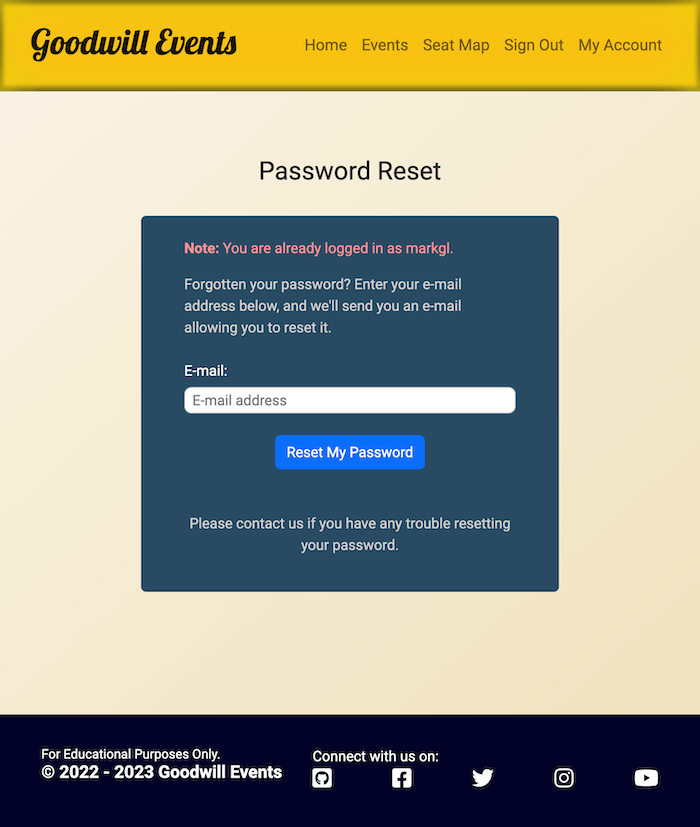 Goodwill Events
Home Events Seat Map Sign Out My Account
Password Reset
Note: You are already logged in as markgl.
Forgotten your password? Enter your e-mail
address below, and we'll send you an e-mail
allowing you to reset it.
E-mail:
E-mail address
Reset My Password
Please contact us if you have any trouble resetting
your password.
For Educational Purposes Only.
© 2022 - 2023 Goodwill Events
Connect with us on: